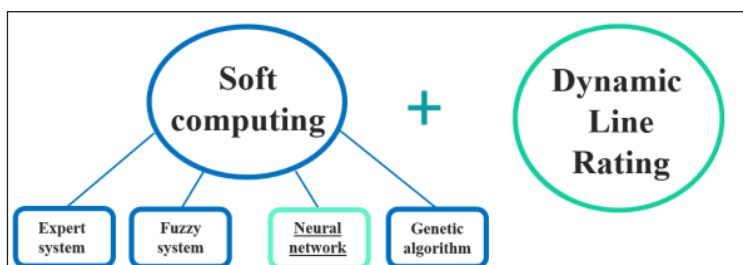 Soft
computing
+
Dynamic
Line
Rating
Expert
system
Fuzzy
system
Neural
network
Genetic
algorithm